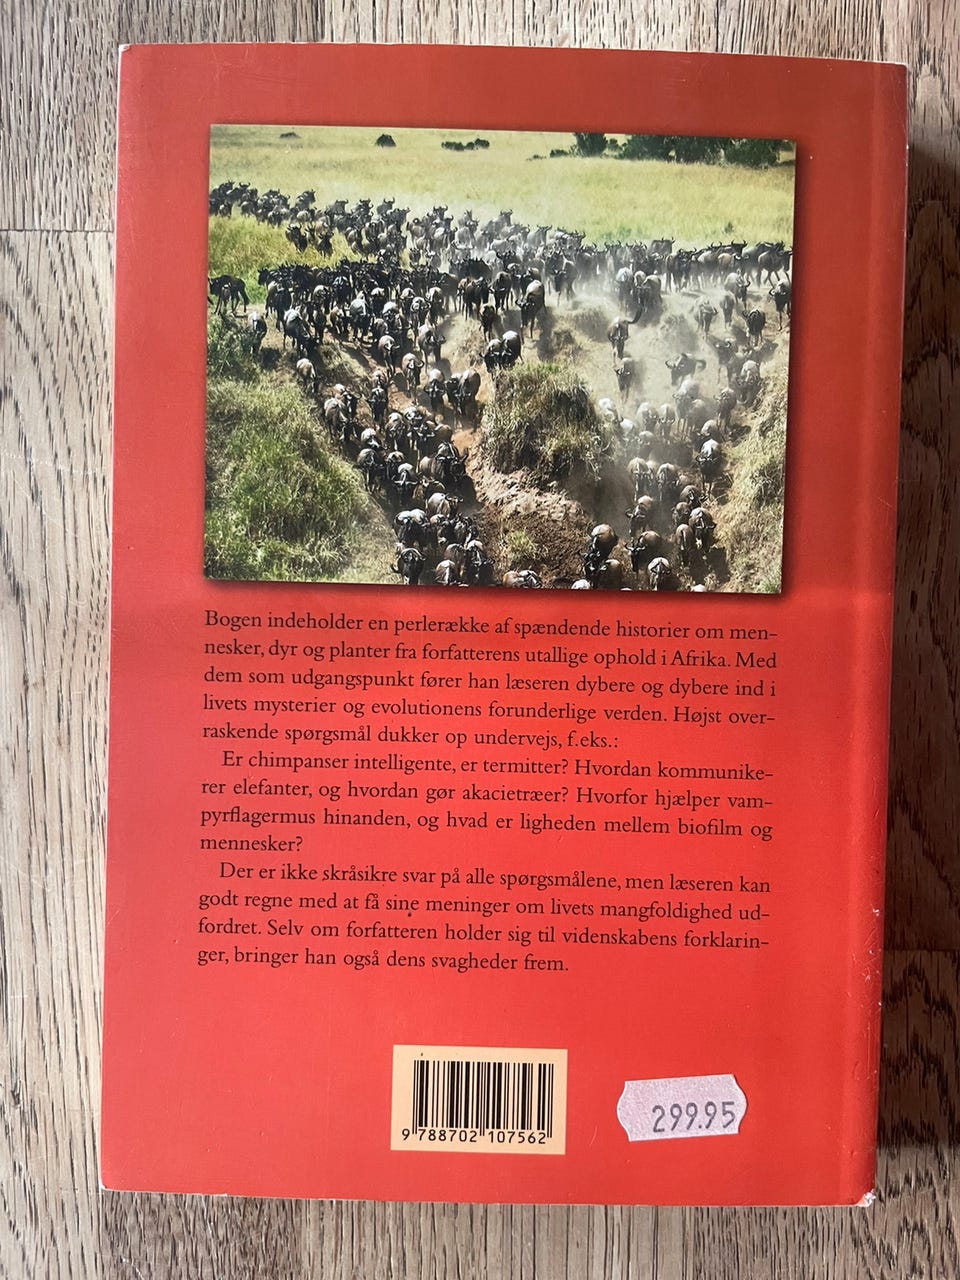 Bogen indeholder en perlerække af spændende historier om men-
nesker, dyr og planter fra forfatterens utallige ophold i Afrika. Med
dem som udgangspunkt fører han læseren dybere og dybere ind i
livets mysterier og evolutionens forunderlige verden. Højst over-
raskende spørgsmål dukker op undervejs, f.eks.:
Er chimpanser intelligente, er termitter? Hvordan kommunike-
rer elefanter, og hvordan gør akacietræer? Hvorfor hjælper vam-
pyrflagermus hinanden, og hvad er ligheden mellem biofilm og
mennesker?
Der er ikke skråsikre svar på alle spørgsmålene, men læseren kan
godt regne med at få sine meninger om livets mangfoldighed ud-
fordret. Selv om forfatteren holder sig til videnskabens forklarin-
ger, bringer han også dens svagheder frem.
9 788702 107562
299.95